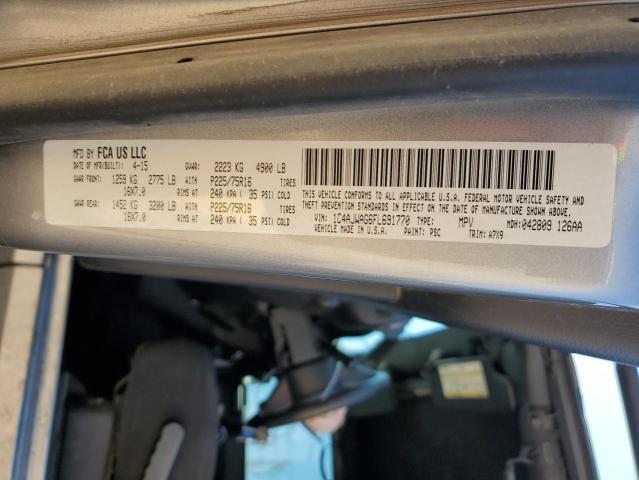 MFD BY FCA US LLC
DATE OF MFR(BUILT): 4-15 GVWR: 2223 KG 4900 LB
GAWR FRONT: 1259 KG 2775 LB P225/75R16 TIRES
16X7.0 RIMS AT 240 KPA ( 35 PSI) COLD
GAWR REAR: 1452 KG 3200 LB P225/75R16 TIRES
16X7.0 RIMS AT 240 KPA ( 35 PSI) COLD
THIS VEHICLE CONFORMS TO ALL APPLICABLE U.S.A. FEDERAL MOTOR VEHICLE SAFETY AND
THEFT PREVENTION STANDARDS IN EFFECT ON THE DATE OF MANUFACTURE SHOWN ABOVE.
VIN: 1C4AJWAG6FL691770 TYPE: MPV MDH:042809 126AA
VEHICLE MADE IN U.S.A. PAINT: PSC TRIM: A7X9